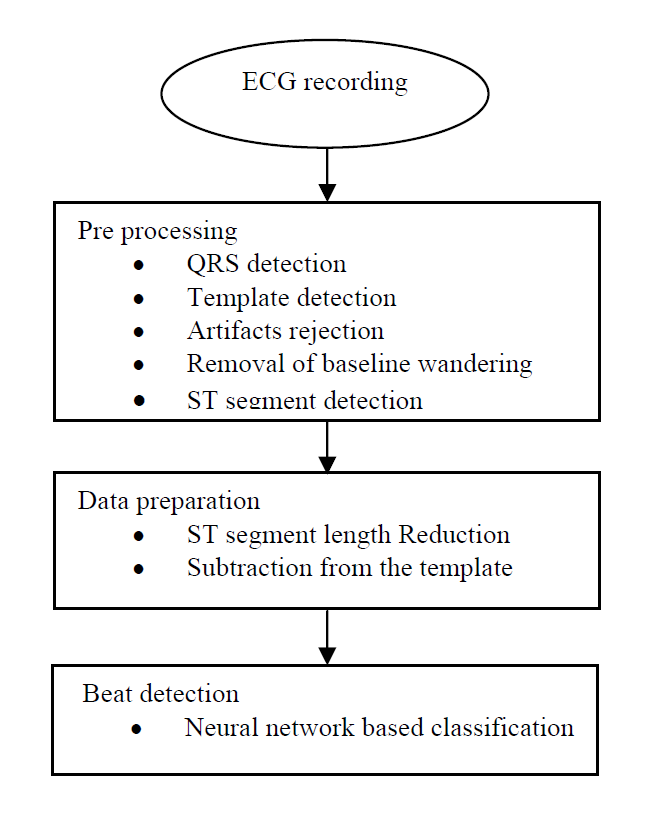 ECG recording
Pre processing
• QRS detection
• Template detection
• Artifacts rejection
• Removal of baseline wandering
• ST segment detection
Data preparation
• ST segment length Reduction
• Subtraction from the template
Beat detection
• Neural network based classification